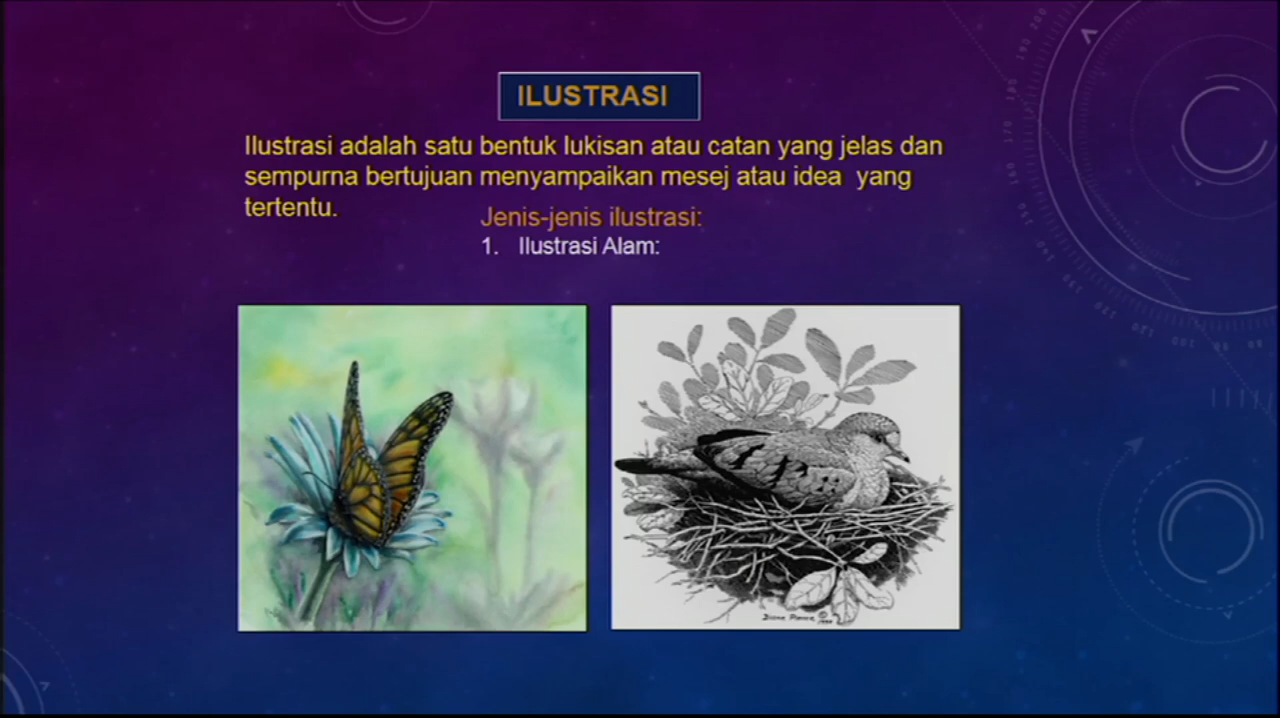 ILUSTRASI
Ilustrasi adalah satu bentuk lukisan atau catan yang jelas dan
sempurna bertujuan menyampaikan mesej atau idea yang
tertentu.
Jenis-jenis ilustrasi:
1. Ilustrasi Alam: